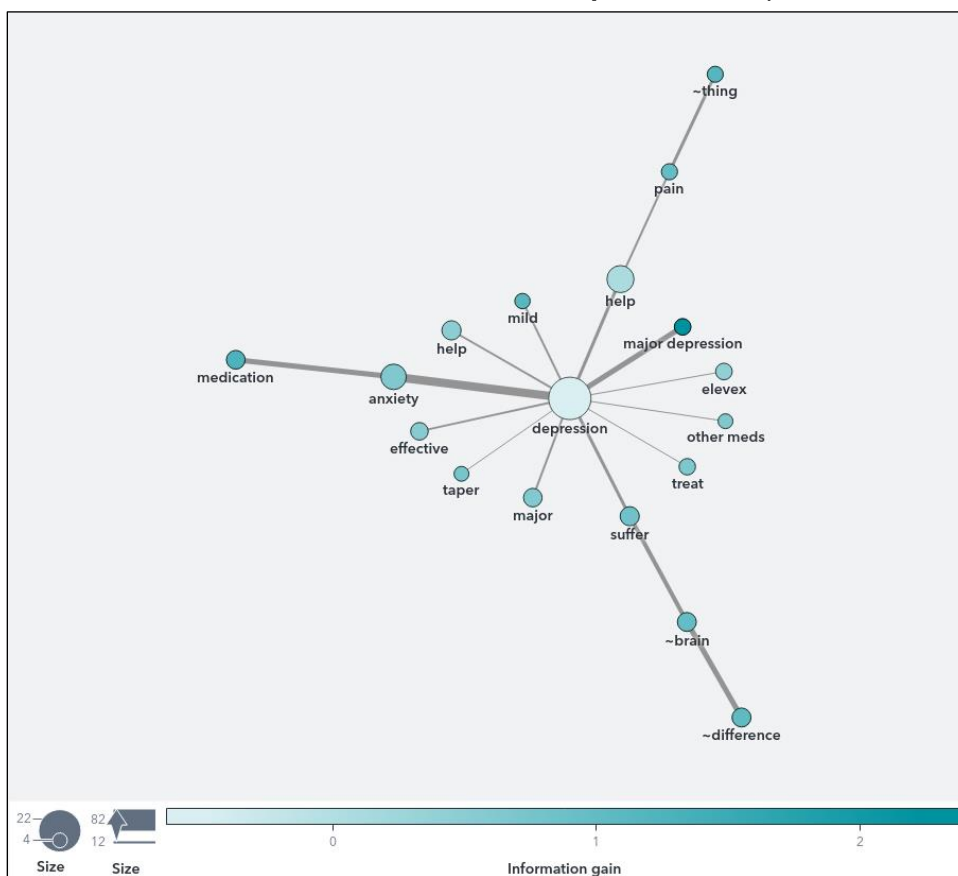 ~thing
pain
help
mild
help
major depression
medication
anxiety
elevex
depression
other meds
effective
taper
treat
major
suffer
~brain
~difference
22
4
Size
82
12
Size
0
1
2
Information gain